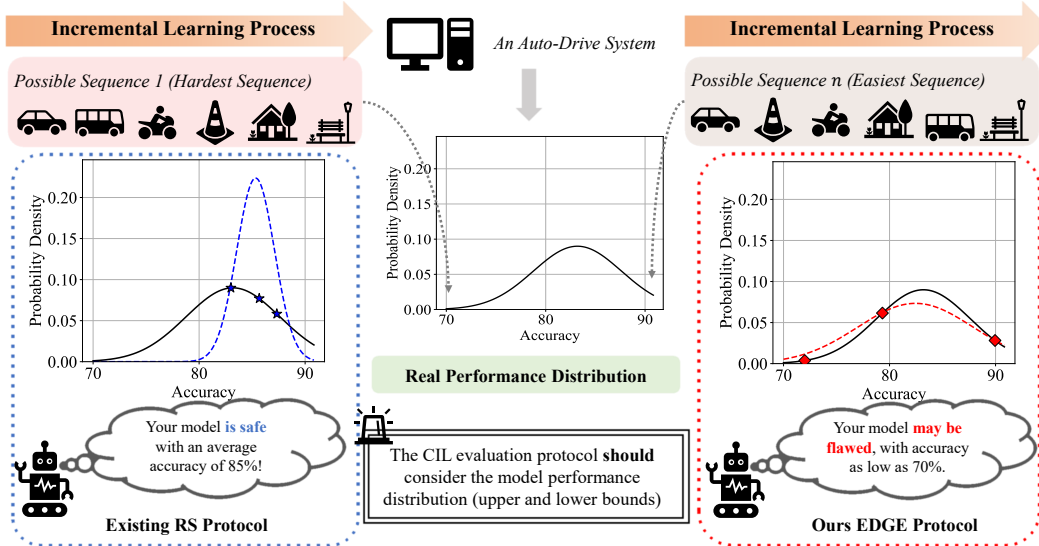 Incremental Learning Process
Possible Sequence 1 (Hardest Sequence)
An Auto-Drive System
Incremental Learning Process
Possible Sequence n (Easiest Sequence)
Probability Density
0.20
0.15
0.10
0.05
0.00
70
80
90
Accuracy
Your model is safe
with an average
accuracy of 85%!
Existing RS Protocol
Probability Density
0.20
0.15
0.10
0.05
0.00
70
80
90
Accuracy
Real Performance Distribution
The CIL evaluation protocol should
consider the model performance
distribution (upper and lower bounds)
Probability Density
0.20
0.15
0.10
0.05
0.00
70
80
90
Accuracy
Your model may be
flawed, with accuracy
as low as 70%.
Ours EDGE Protocol